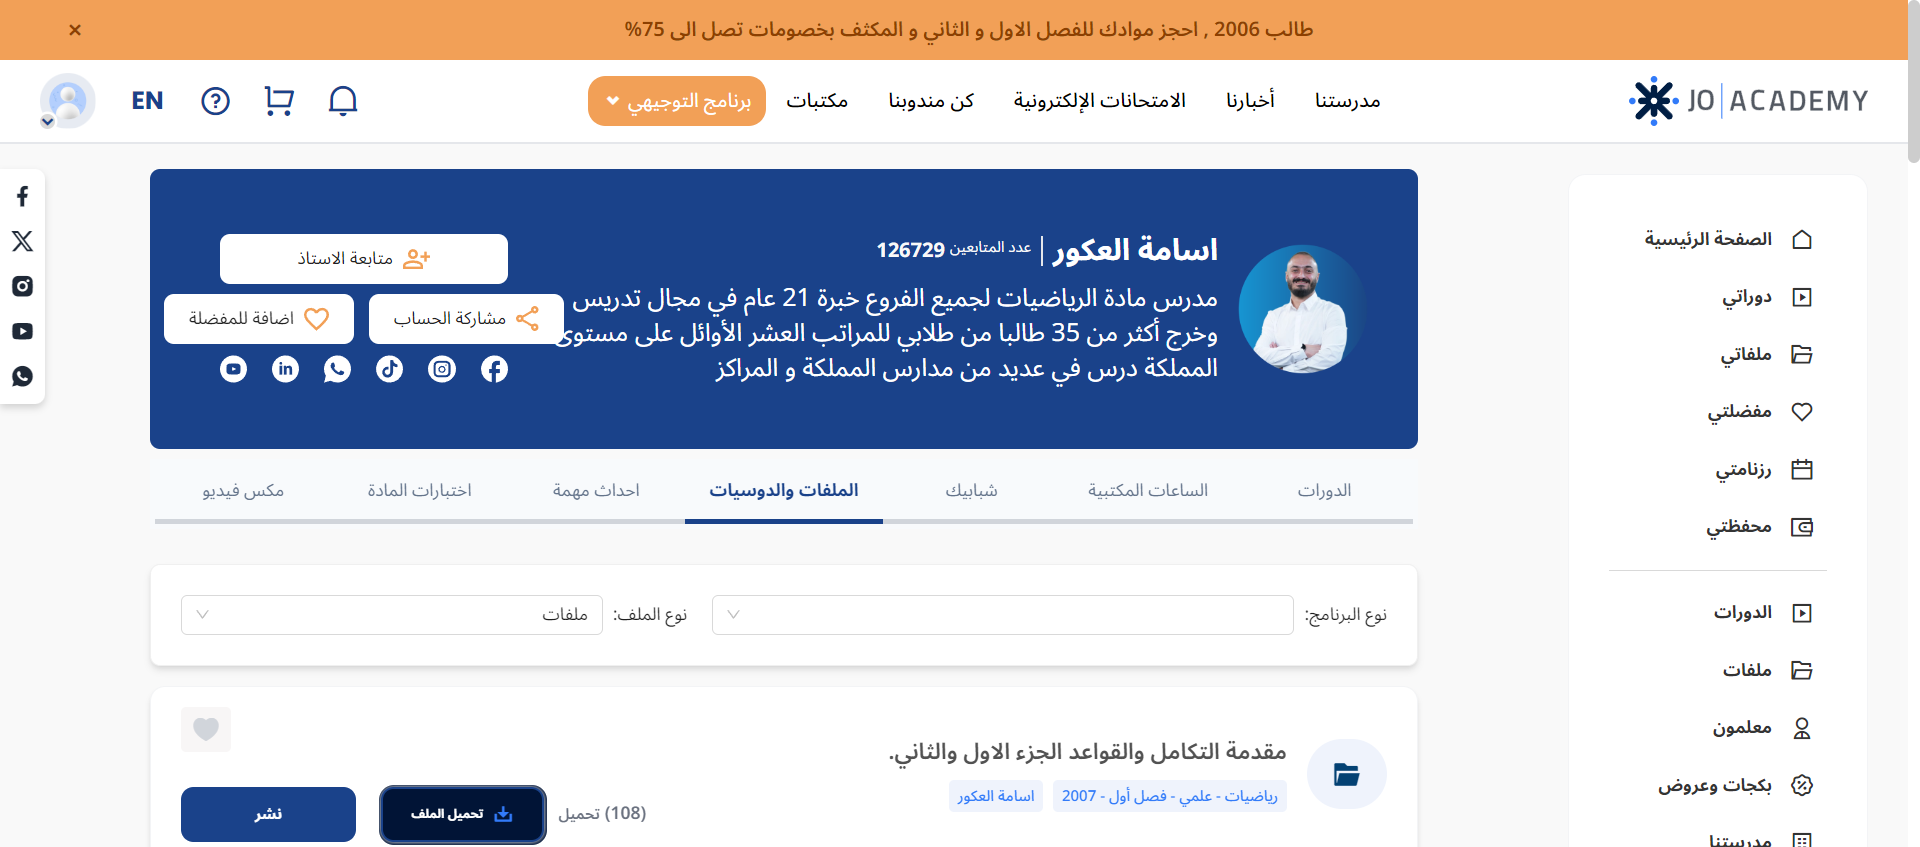 طالب 2006 , احجز موادك للفصل الاول و الثاني و المكثف بخصومات تصل الى 75%
×
JO ACADEMY
مدرستنا
أخبارنا
الامتحانات الإلكترونية
كن مندوبنا
مكتبات
برنامج التوجيهي
EN
الصفحة الرئيسية
دوراتي
ملفاتي
مفضلتي
رزنامتي
محفظتي
الدورات
ملفات
معلمون
بكجات وعروض
مدرستنا
اسامة العكور
عدد المتابعين 126729
مدرس مادة الرياضيات لجميع الفروع خبرة 21 عام في مجال تدريس
وخرج أكثر من 35 طالبا من طلابي للمراتب العشر الأوائل على مستوى
المملكة درس في عديد من مدارس المملكة و المراكز
متابعة الاستاذ
مشاركة الحساب
اضافة للمفضلة
الدورات
الساعات المكتبية
شبابيك
الملفات والدوسيات
احداث مهمة
اختبارات المادة
مكس فيديو
نوع البرنامج:
نوع الملف:
ملفات
مقدمة التكامل والقواعد الجزء الاول والثاني.
رياضيات - علمي - فصل أول - 2007
اسامة العكور
(108) تحميل
تحميل الملف
نشر